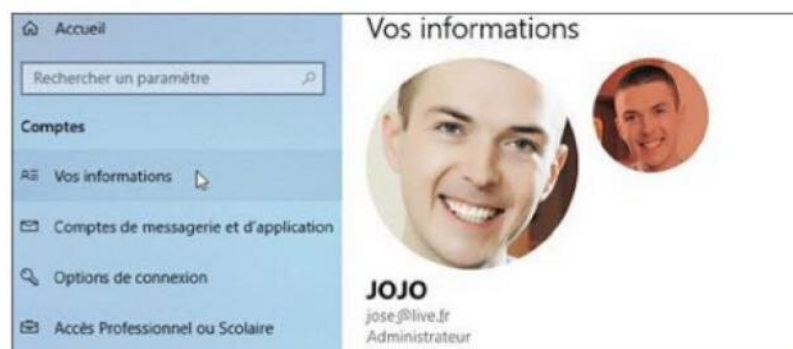 Accueil
Rechercher un paramètre
Comptes
Vos informations
Comptes de messagerie et d'application
Options de connexion
Accès Professionnel ou Scolaire
Vos informations
JOJO
jose@live.fr
Administrateur